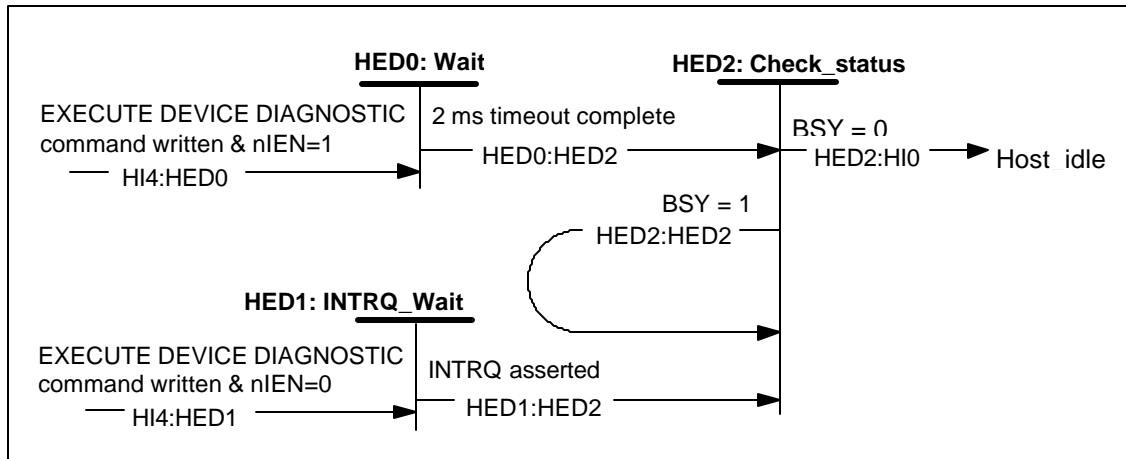 HED0: Wait
HED2: Check_status
EXECUTE DEVICE DIAGNOSTIC
command written & nIEN=1
HI4:HED0
2 ms timeout complete
HED0:HED2
BSY = 0
HED2:HI0
Host_idle
BSY = 1
HED2:HED2
HED1: INTRQ_Wait
EXECUTE DEVICE DIAGNOSTIC
command written & nIEN=0
HI4:HED1
INTRQ asserted
HED1:HED2